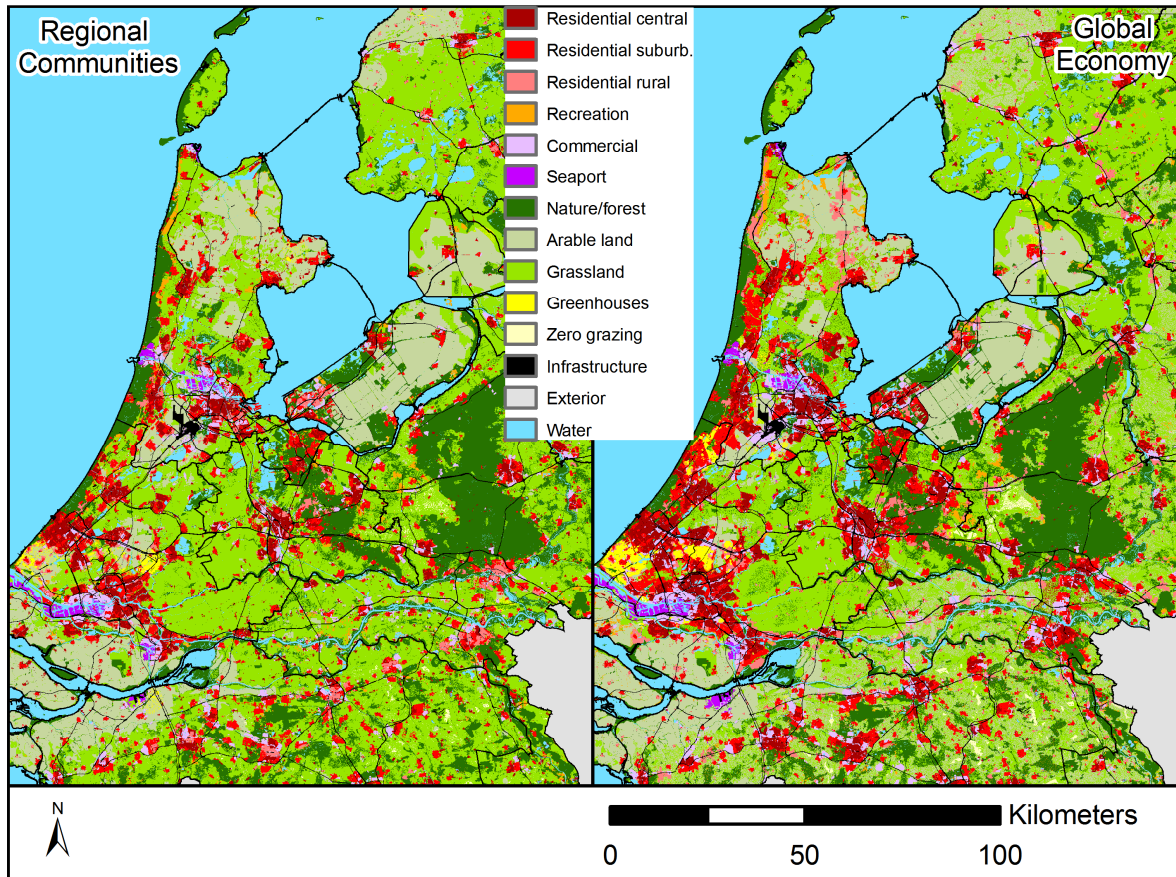 Regional
Communities
Residential central
Residential suburb.
Residential rural
Recreation
Commercial
Seaport
Nature/forest
Arable land
Grassland
Greenhouses
Zero grazing
Infrastructure
Exterior
Water
Global
Economy
N
Kilometers
0 50 100